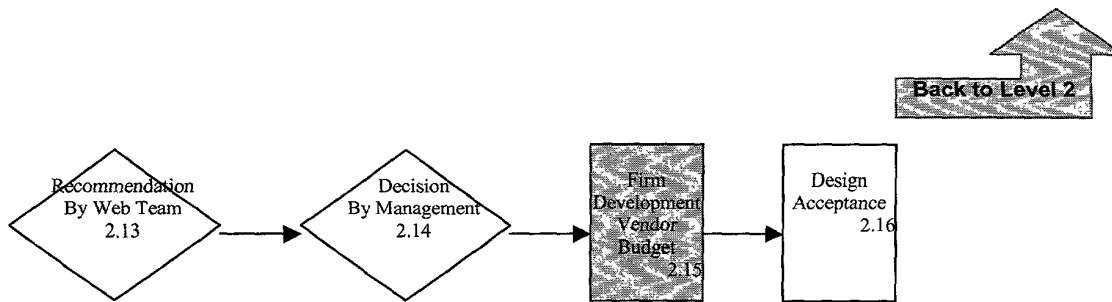 Back to Level 2
Recommendation
By Web Team
2.13
Decision
By Management
2.14
Firm
Development
Vendor
Budget
2.15
Design
Acceptance
2.16